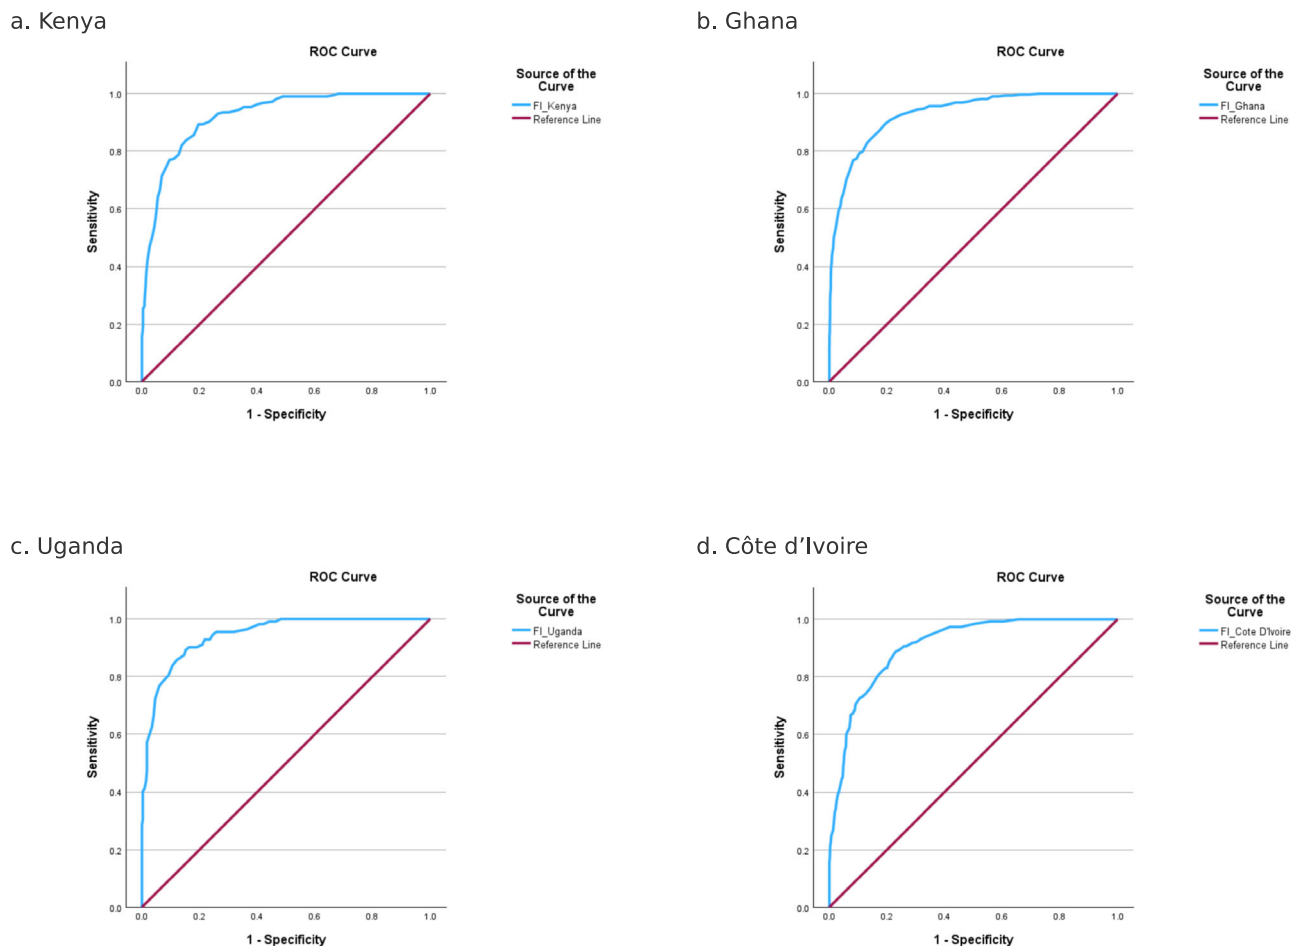 a. Kenya
ROC Curve
Source of the
Curve
FI_Kenya
Reference Line
Sensitivity
1.0
0.8
0.6
0.4
0.2
0.0
0.0 0.2 0.4 0.6 0.8 1.0
1 - Specificity
b. Ghana
ROC Curve
Source of the
Curve
FI_Ghana
Reference Line
Sensitivity
1.0
0.8
0.6
0.4
0.2
0.0
0.0 0.2 0.4 0.6 0.8 1.0
1 - Specificity
c. Uganda
ROC Curve
Source of the
Curve
FI_Uganda
Reference Line
Sensitivity
1.0
0.8
0.6
0.4
0.2
0.0
0.0 0.2 0.4 0.6 0.8 1.0
1 - Specificity
d. Côte d’Ivoire
ROC Curve
Source of the
Curve
FI_Cote D'Ivoire
Reference Line
Sensitivity
1.0
0.8
0.6
0.4
0.2
0.0
0.0 0.2 0.4 0.6 0.8 1.0
1 - Specificity